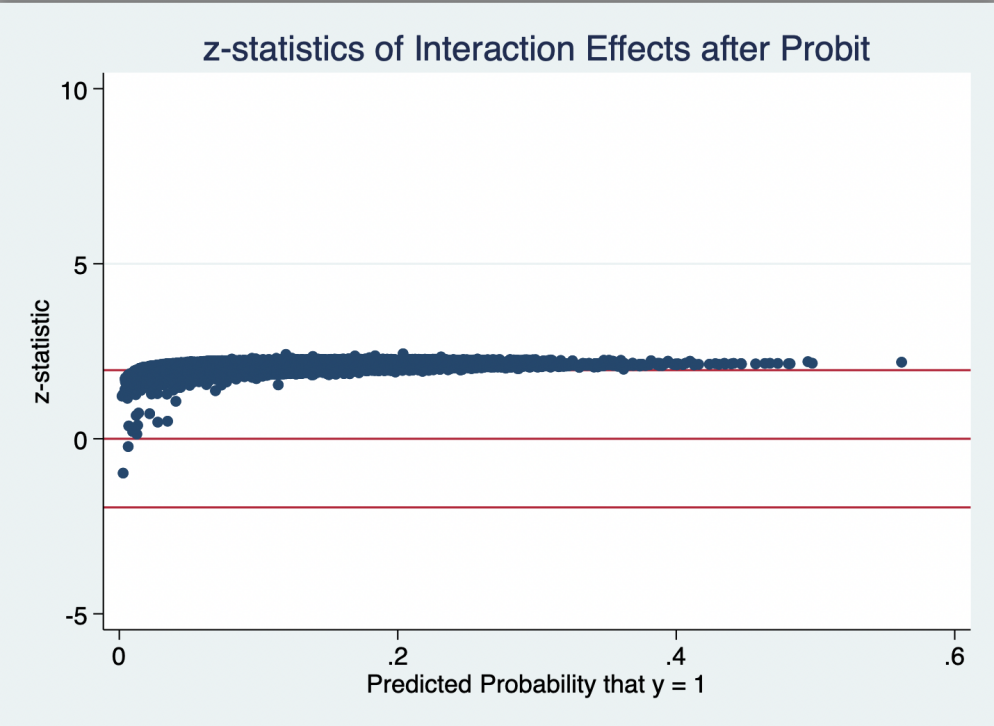 z-statistics of Interaction Effects after Probit
10
5
0
-5
z-statistic
0 .2 .4 .6
Predicted Probability that y = 1